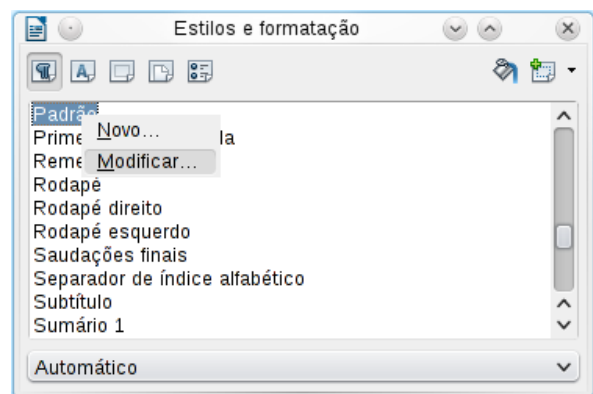 Estilos e formatação
Padrão
Novo...
Prime la
Modificar...
Reme
Rodapé
Rodapé direito
Rodapé esquerdo
Saudações finais
Separador de índice alfabético
Subtítulo
Sumário 1
Automático